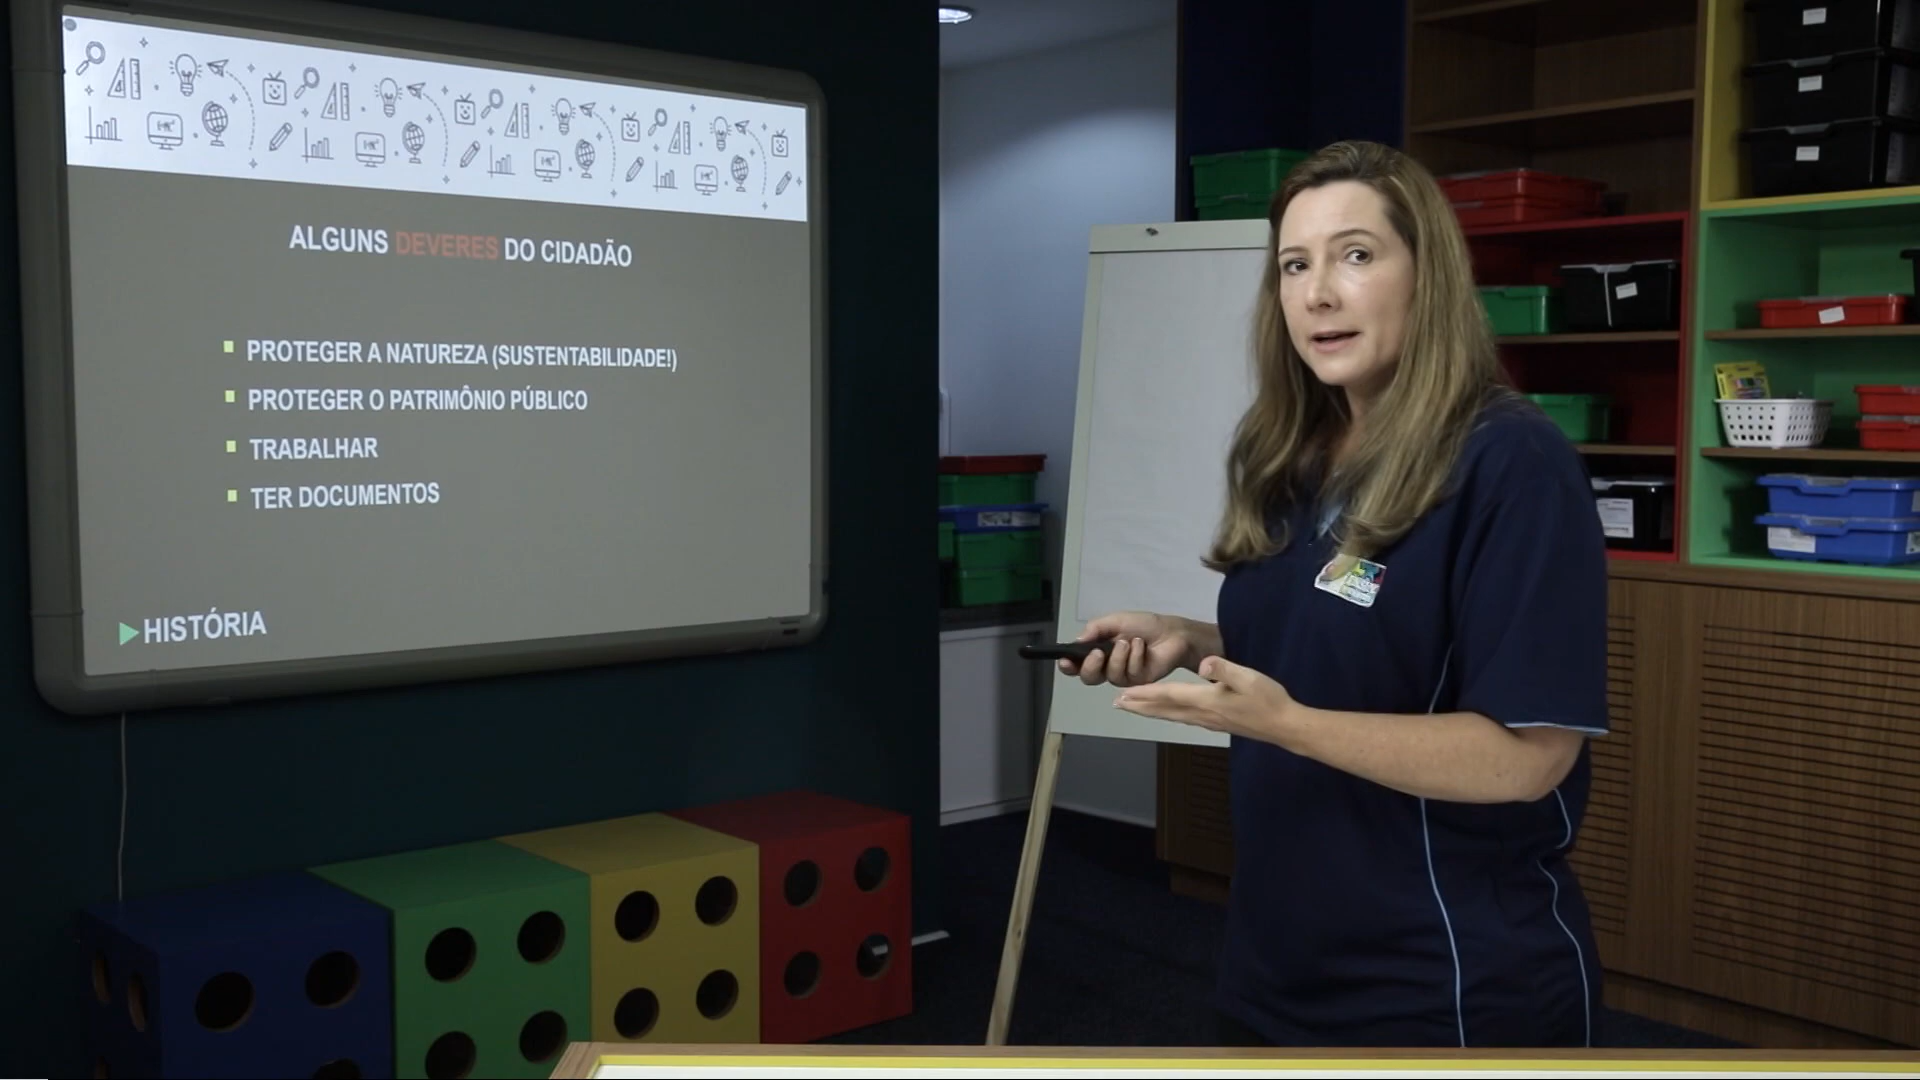 ALGUNS DEVERES DO CIDADÃO
PROTEGER A NATUREZA (SUSTENTABILIDADE!)
PROTEGER O PATRIMÔNIO PÚBLICO
TRABALHAR
TER DOCUMENTOS
HISTÓRIA